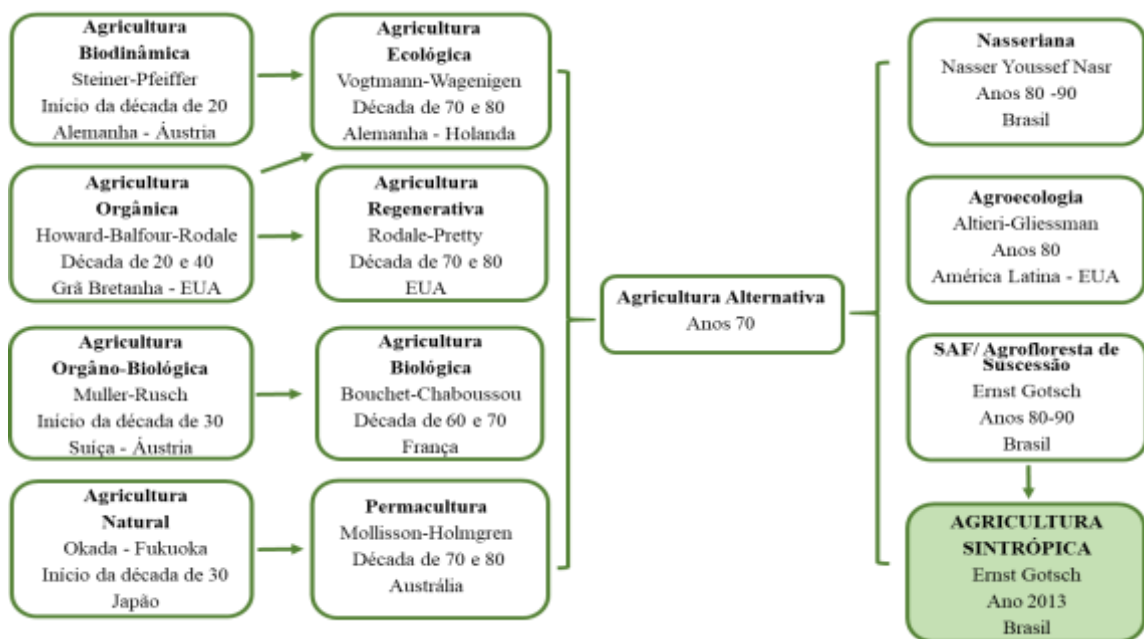 Agricultura
Biodinâmica
Steiner-Pfeiffer
Início da década de 20
Alemanha - Áustria
Agricultura
Ecológica
Vogtmann-Wagenigen
Década de 70 e 80
Alemanha - Holanda
Agricultura
Orgânica
Howard-Balfour-Rodale
Década de 20 e 40
Grã Bretanha - EUA
Agricultura
Regenerativa
Rodale-Pretty
Década de 70 e 80
EUA
Agricultura
Orgâno-Biológica
Muller-Rusch
Início da década de 30
Suíça - Áustria
Agricultura
Biológica
Bouchet-Chaboussou
Década de 60 e 70
França
Agricultura
Natural
Okada - Fukuoka
Início da década de 30
Japão
Permacultura
Mollisson-Holmgren
Década de 70 e 80
Austrália
Agricultura Alternativa
Anos 70
Nasseriana
Nasser Youssef Nasr
Anos 80 -90
Brasil
Agroecologia
Altieri-Gliessman
Anos 80
América Latina - EUA
SAF/ Agrofloresta de
Suscessão
Ernst Gotsch
Anos 80-90
Brasil
AGRICULTURA
SINTRÓPICA
Ernst Gotsch
Ano 2013
Brasil